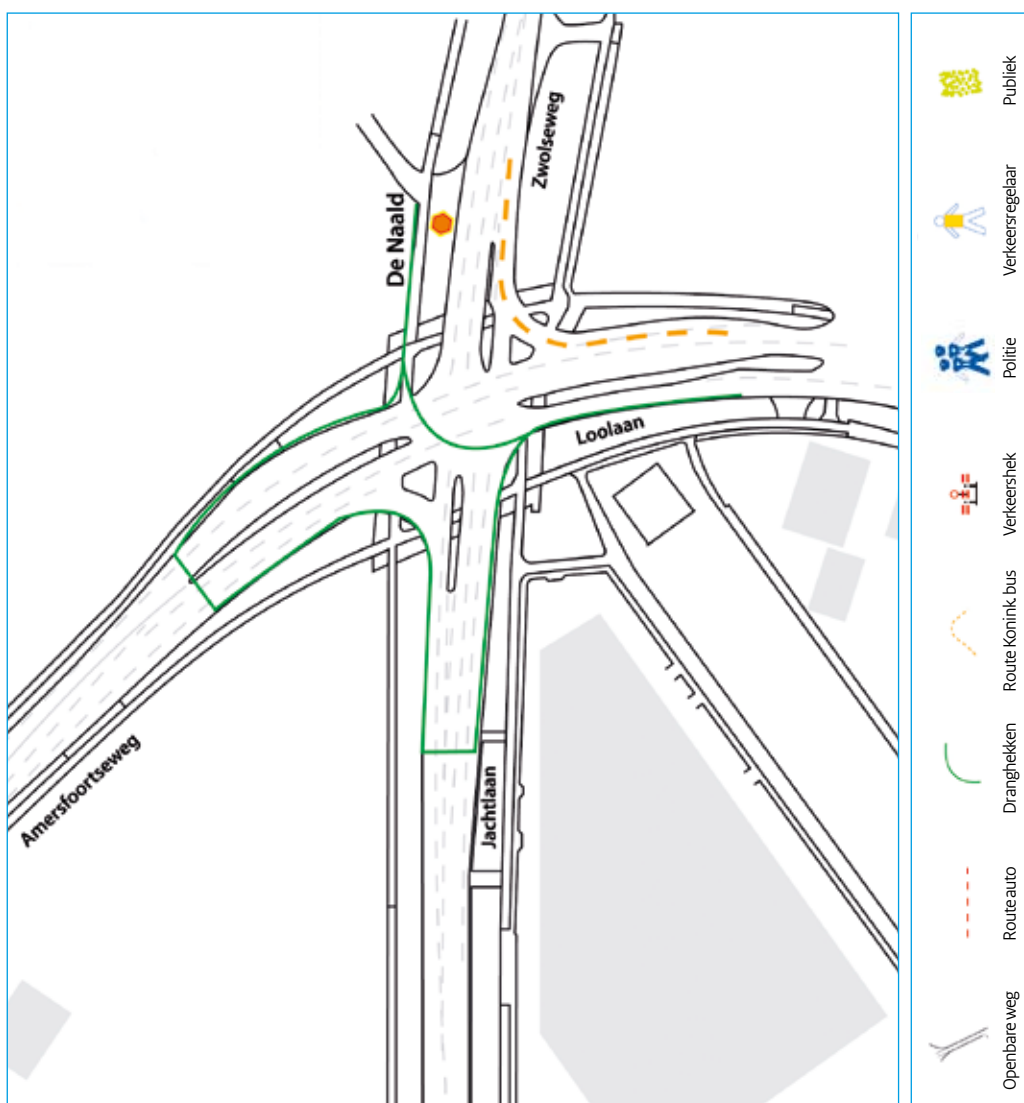 Zwolseweg
De Naald
Loolaan
Amersfoortseweg
Jachtlaan
Publiek
Verkeersregelaar
Politie
Verkeershek
Route Konink. bus
Dranghekken
Route auto
Openbare weg